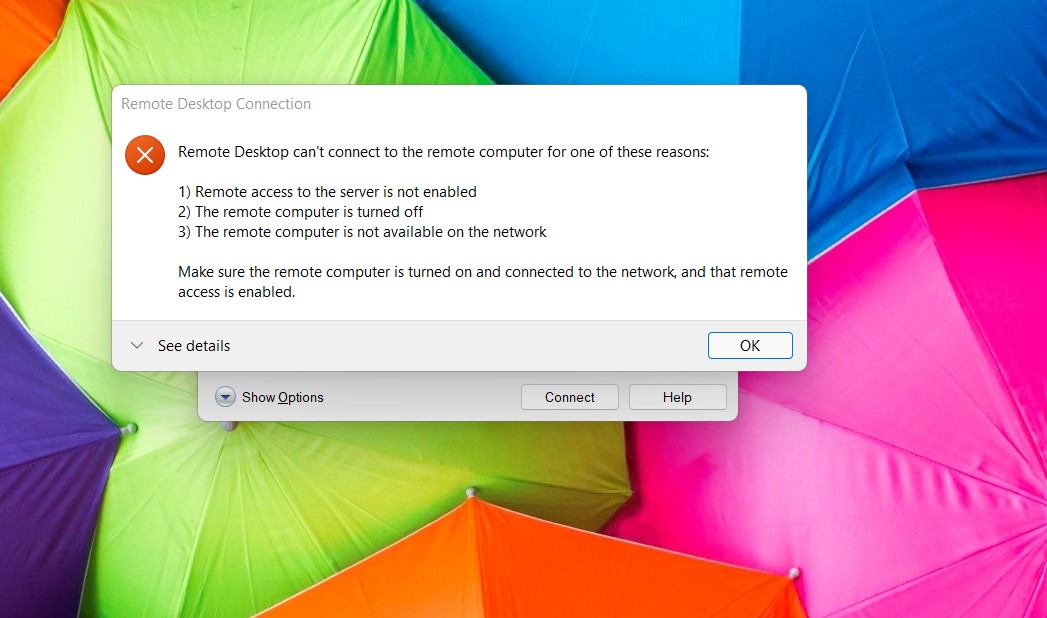 Remote Desktop Connection
Remote Desktop can't connect to the remote computer for one of these reasons:
1) Remote access to the server is not enabled
2) The remote computer is turned off
3) The remote computer is not available on the network
Make sure the remote computer is turned on and connected to the network, and that remote
access is enabled.
See details
OK
Show Options
Connect
Help